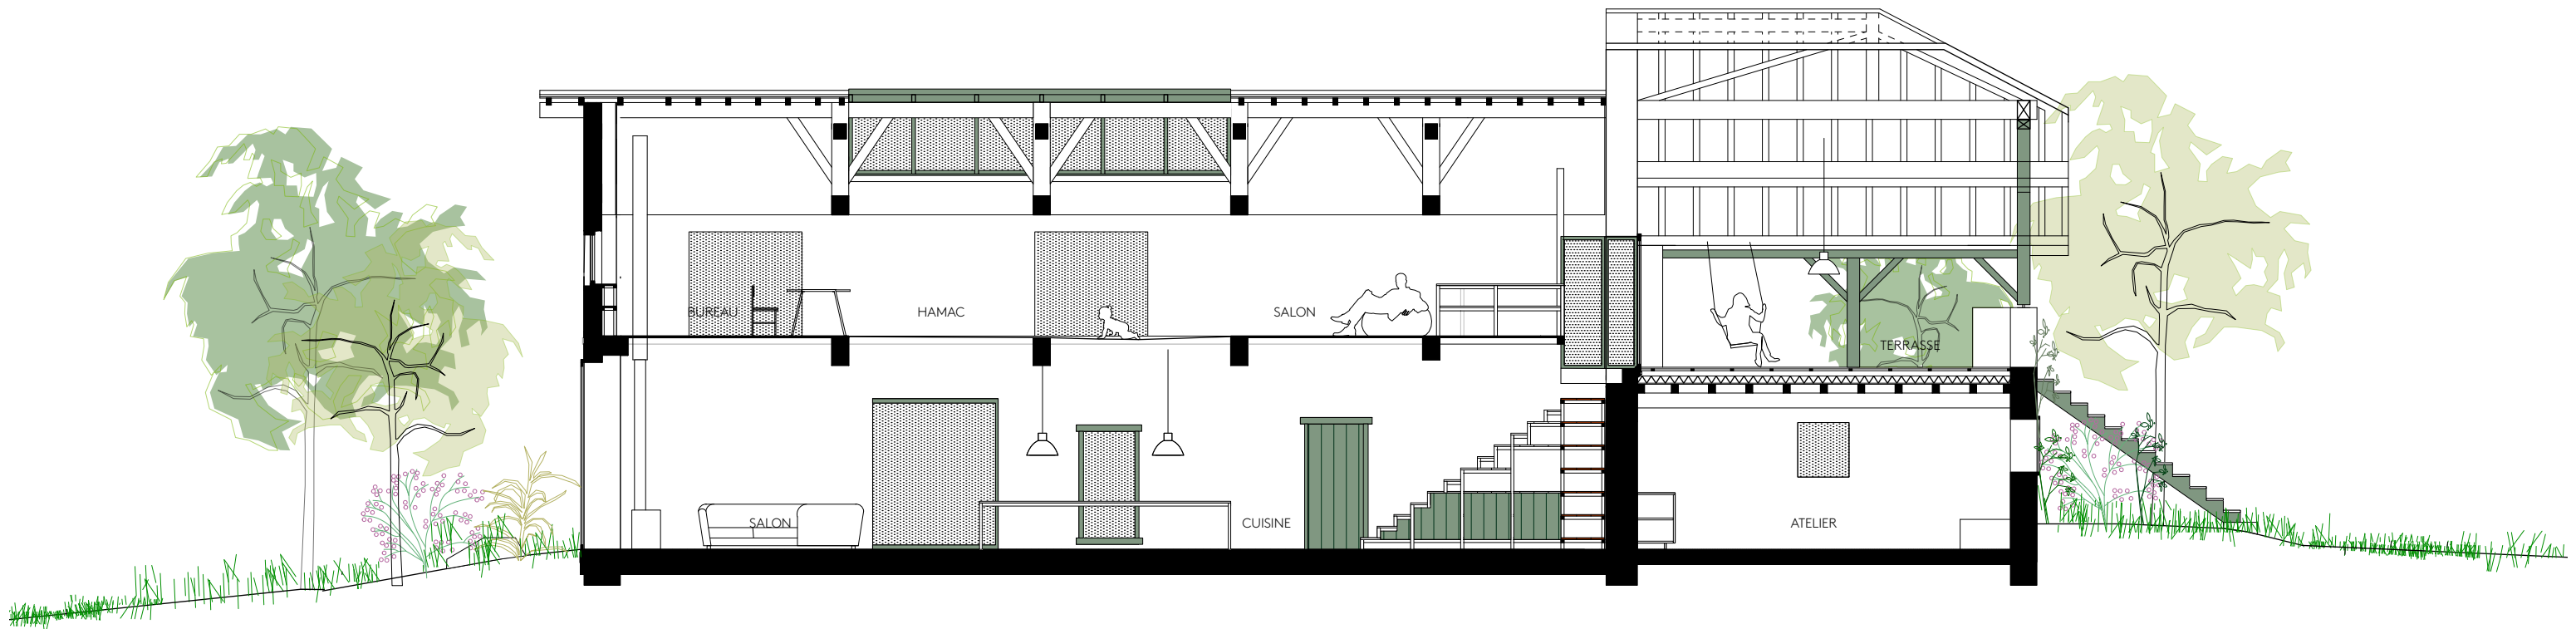 BUREAU
HAMAC
SALON
TERRASSE
SALON
CUISINE
ATELIER